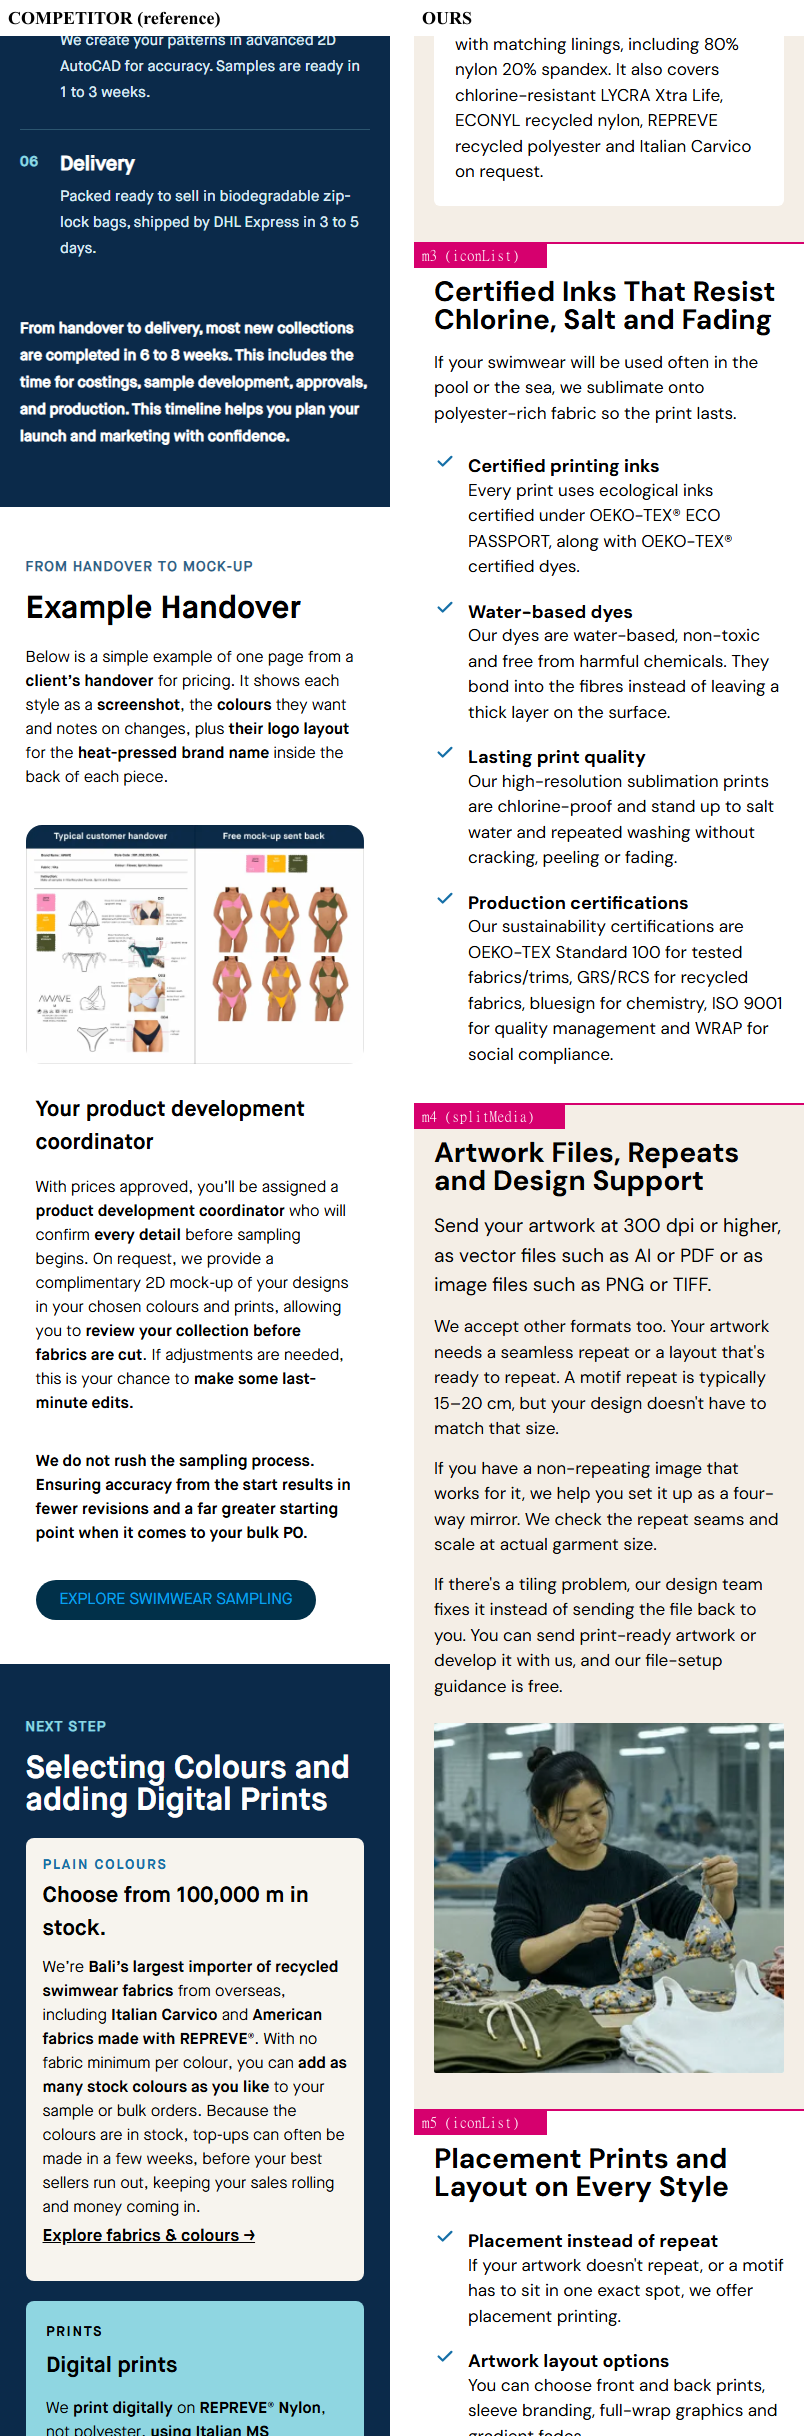 COMPETITOR (reference)
We create your patterns in advanced 2D
AutoCAD for accuracy. Samples are ready in
1 to 3 weeks.
06 Delivery
Packed ready to sell in biodegradable zip-
lock bags, shipped by DHL Express in 3 to 5
days.
From handover to delivery, most new collections
are completed in 6 to 8 weeks. This includes the
time for costings, sample development, approvals,
and production. This timeline helps you plan your
launch and marketing with confidence.
FROM HANDOVER TO MOCK-UP
Example Handover
Below is a simple example of one page from a
client's handover for pricing. It shows each
style as a screenshot, the colours they want
and notes on changes, plus their logo layout
for the heat-pressed brand name inside the
back of each piece.
Typical customer handover
Free mock-up sent back
Your product development
coordinator
With prices approved, you'll be assigned a
product development coordinator who will
confirm every detail before sampling
begins. On request, we provide a
complimentary 2D mock-up of your designs
in your chosen colours and prints, allowing
you to review your collection before
fabrics are cut. If adjustments are needed,
this is your chance to make some last-
minute edits.
We do not rush the sampling process.
Ensuring accuracy from the start results in
fewer revisions and a far greater starting
point when it comes to your bulk PO.
EXPLORE SWIMWEAR SAMPLING
NEXT STEP
Selecting Colours and
adding Digital Prints
PLAIN COLOURS
Choose from 100,000 m in
stock.
We're Bali's largest importer of recycled
swimwear fabrics from overseas,
including Italian Carvico and American
fabrics made with REPREVE®. With no
fabric minimum per colour, you can add as
many stock colours as you like to your
sample or bulk orders. Because the
colours are in stock, top-ups can often be
made in a few weeks, before your best
sellers run out, keeping your sales rolling
and money coming in.
Explore fabrics & colours →
PRINTS
Digital prints
We print digitally on REPREVE® Nylon,
not polyester, using Italian MS
OURS
with matching linings, including 80%
nylon 20% spandex. It also covers
chlorine-resistant LYCRA Xtra Life,
ECONYL recycled nylon, REPREVE
recycled polyester and Italian Carvico
on request.
m3 (iconList)
Certified Inks That Resist
Chlorine, Salt and Fading
If your swimwear will be used often in the
pool or the sea, we sublimate onto
polyester-rich fabric so the print lasts.
Certified printing inks
Every print uses ecological inks
certified under OEKO-TEX® ECO
PASSPORT, along with OEKO-TEX®
certified dyes.
Water-based dyes
Our dyes are water-based, non-toxic
and free from harmful chemicals. They
bond into the fibres instead of leaving a
thick layer on the surface.
Lasting print quality
Our high-resolution sublimation prints
are chlorine-proof and stand up to salt
water and repeated washing without
cracking, peeling or fading.
Production certifications
Our sustainability certifications are
OEKO-TEX Standard 100 for tested
fabrics/trims, GRS/RCS for recycled
fabrics, bluesign for chemistry, ISO 9001
for quality management and WRAP for
social compliance.
m4 (splitMedia)
Artwork Files, Repeats
and Design Support
Send your artwork at 300 dpi or higher,
as vector files such as AI or PDF or as
image files such as PNG or TIFF.
We accept other formats too. Your artwork
needs a seamless repeat or a layout that's
ready to repeat. A motif repeat is typically
15–20 cm, but your design doesn't have to
match that size.
If you have a non-repeating image that
works for it, we help you set it up as a four-
way mirror. We check the repeat seams and
scale at actual garment size.
If there's a tiling problem, our design team
fixes it instead of sending the file back to
you. You can send print-ready artwork or
develop it with us, and our file-setup
guidance is free.
m5 (iconList)
Placement Prints and
Layout on Every Style
Placement instead of repeat
If your artwork doesn't repeat, or a motif
has to sit in one exact spot, we offer
placement printing.
Artwork layout options
You can choose front and back prints,
sleeve branding, full-wrap graphics and
gradient fades.